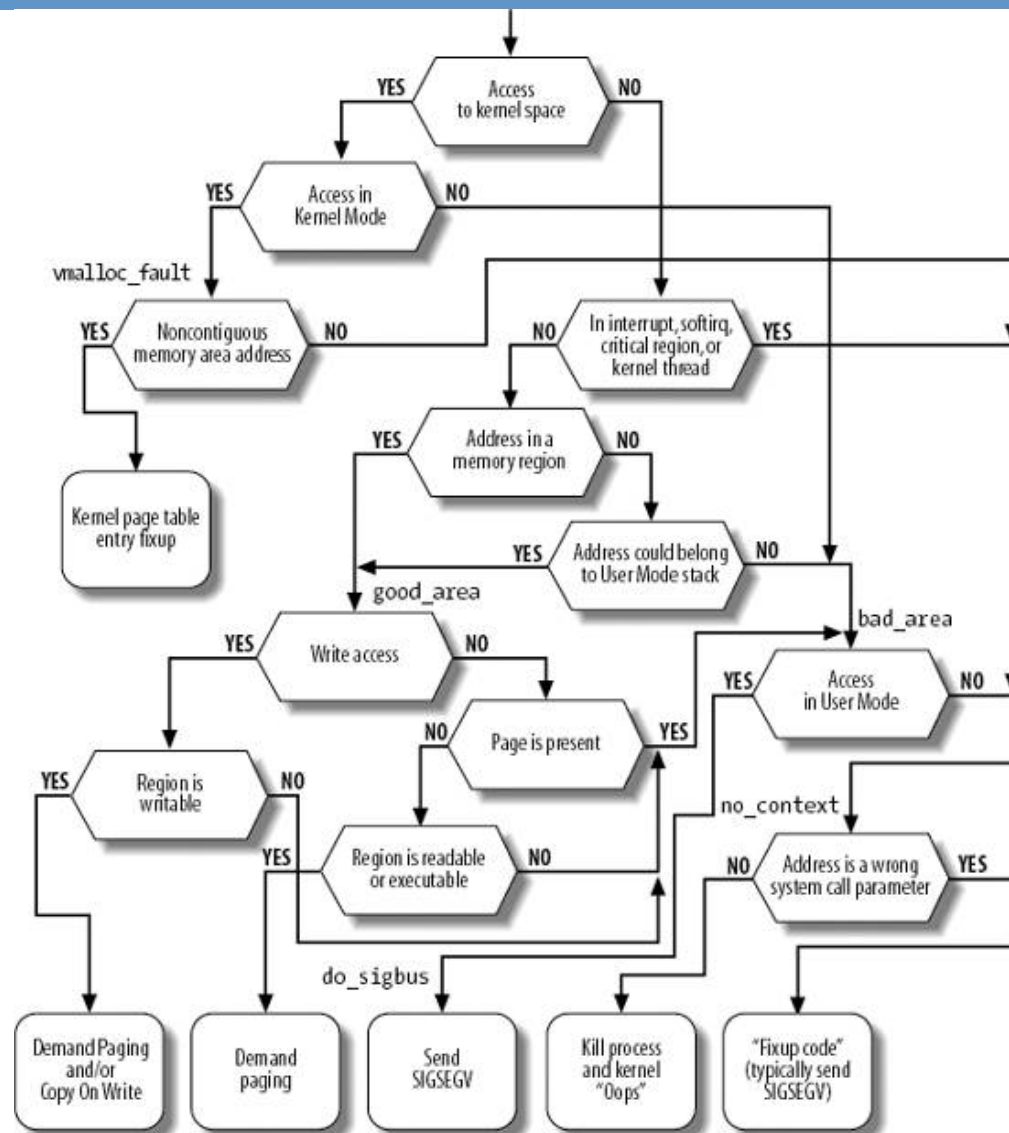 Access
to kernel space
YES
NO
Access in
Kernel Mode
YES
NO
vmalloc_fault
Noncontiguous
memory area address
YES
NO
In interrupt, softirq,
critical region, or
kernel thread
NO
YES
Address in a
memory region
YES
NO
Kernel page table
entry fixup
Address could belong
to User Mode stack
YES
NO
good_area
bad_area
Write access
YES
NO
Access
in User Mode
YES
NO
Page is present
NO
YES
Region is
writable
YES
NO
no_context
Region is readable
or executable
YES
NO
Address is a wrong
system call parameter
NO
YES
do_sigbus
Demand Paging
and/or
Copy On Write
Demand
paging
Send
SIGSEGV
Kill process
and kernel
"Oops"
"Fixup code"
(typically send
SIGSEGV)